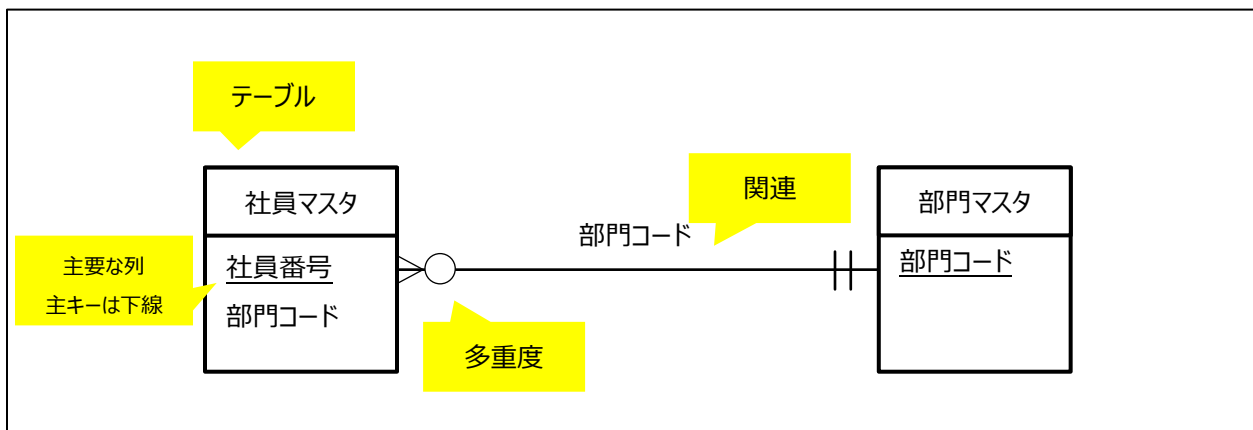 テーブル
社員マスタ
関連
部門マスタ
部門コード
主要な列
主キーは下線
社員番号
部門コード
部門コード
多重度